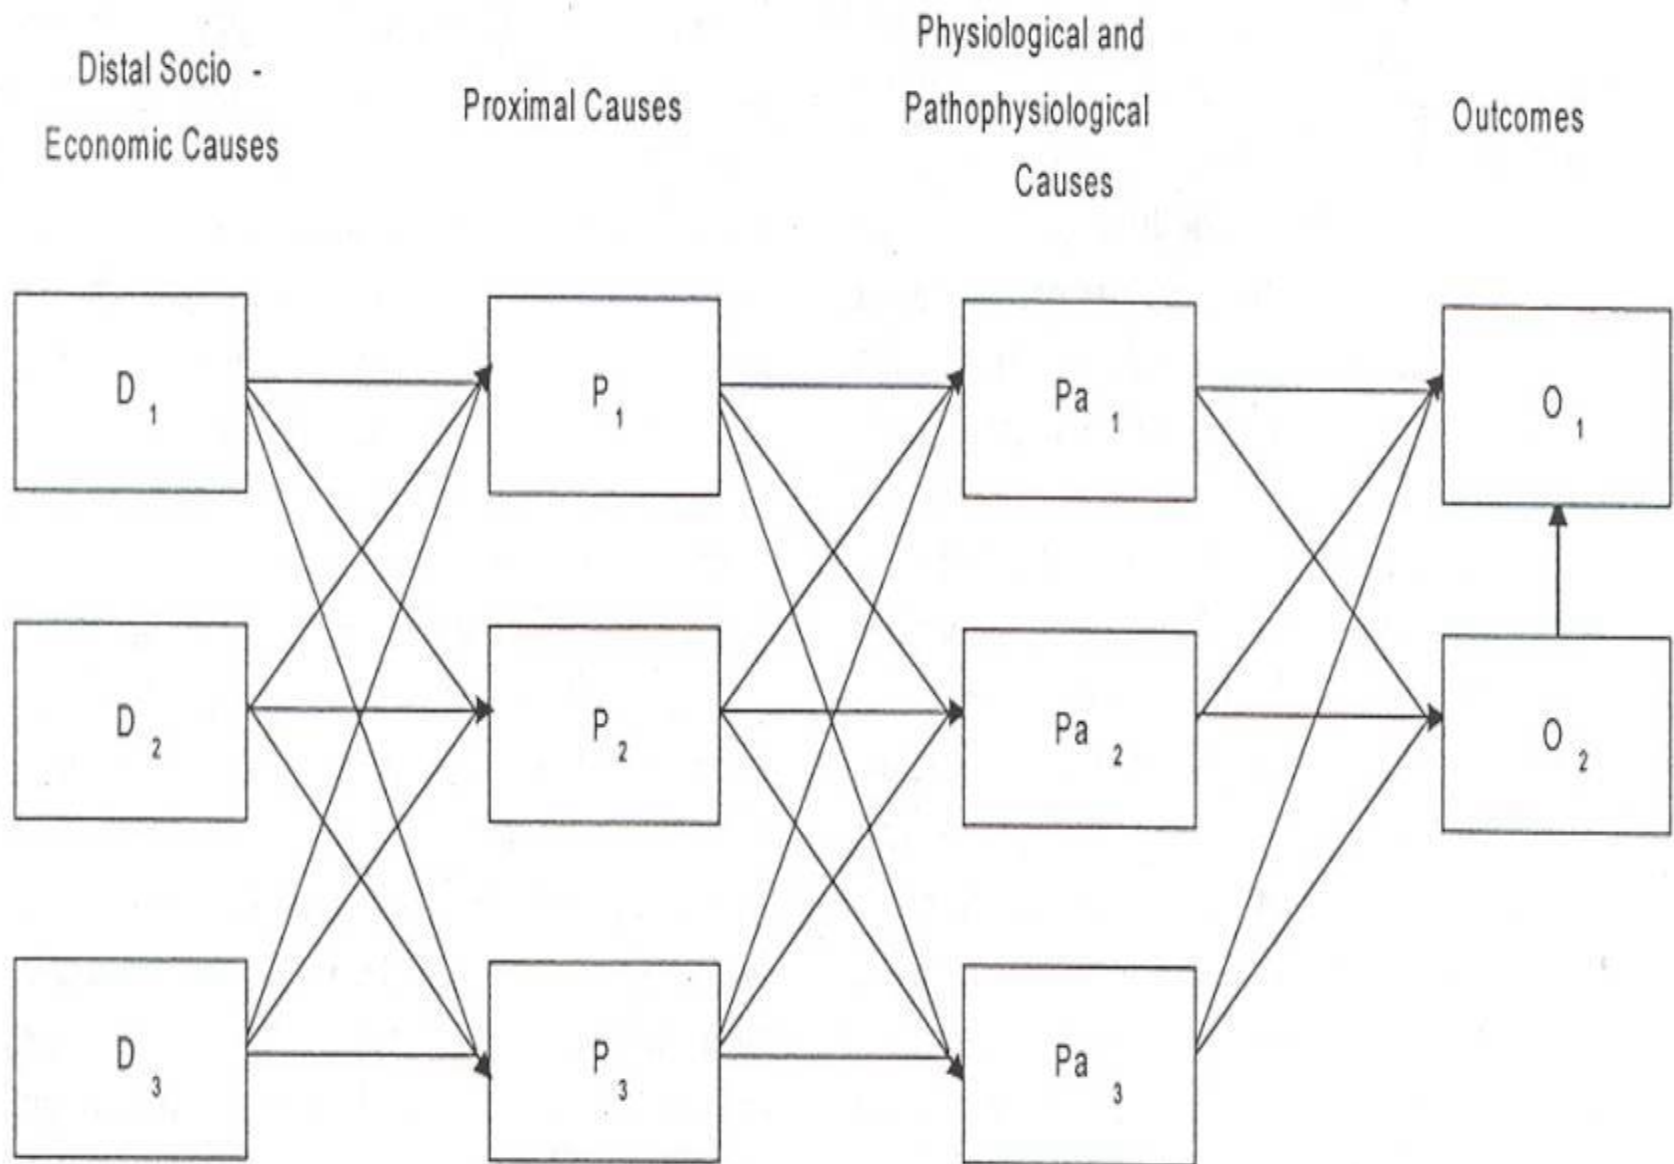 Distal Socio -
Economic Causes
Proximal Causes
Physiological and
Pathophysiological
Causes
Outcomes
D 1
P 1
Pa 1
O 1
D 2
P 2
Pa 2
O 2
D 3
P 3
Pa 3